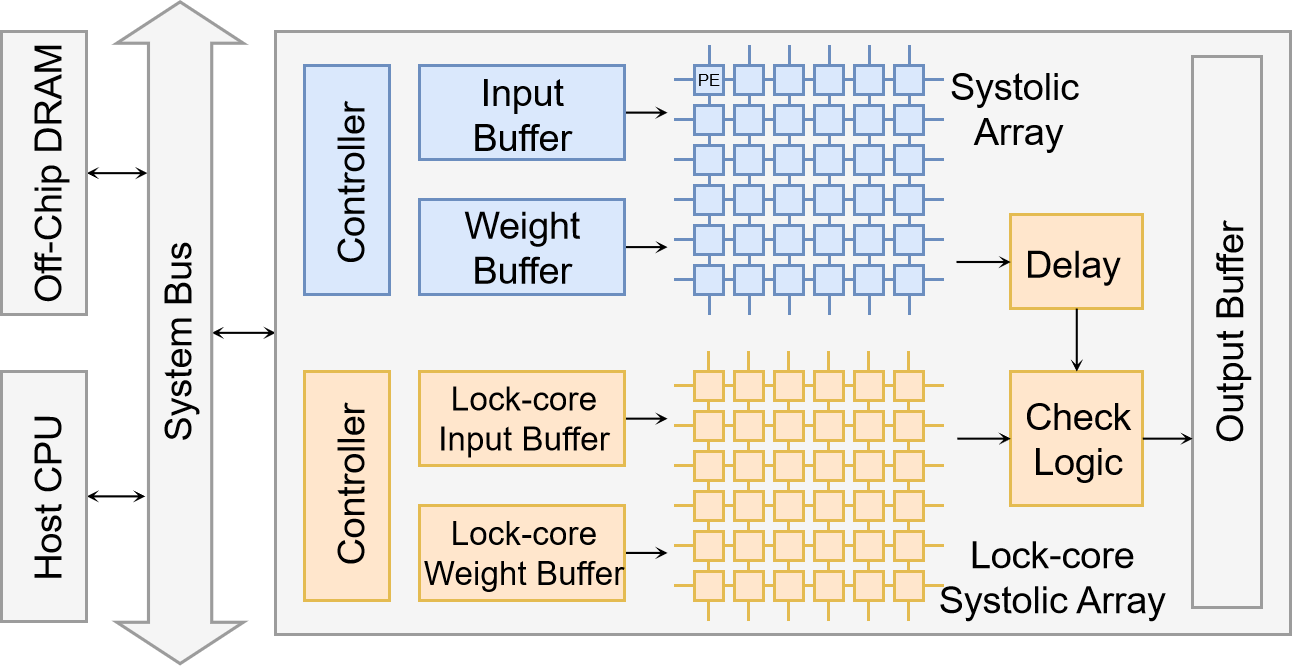 Off-Chip DRAM
Host CPU
System Bus
Controller
Input
Buffer
Weight
Buffer
PE
Systolic
Array
Delay
Controller
Lock-core
Input Buffer
Lock-core
Weight Buffer
Check
Logic
Lock-core
Systolic Array
Output Buffer